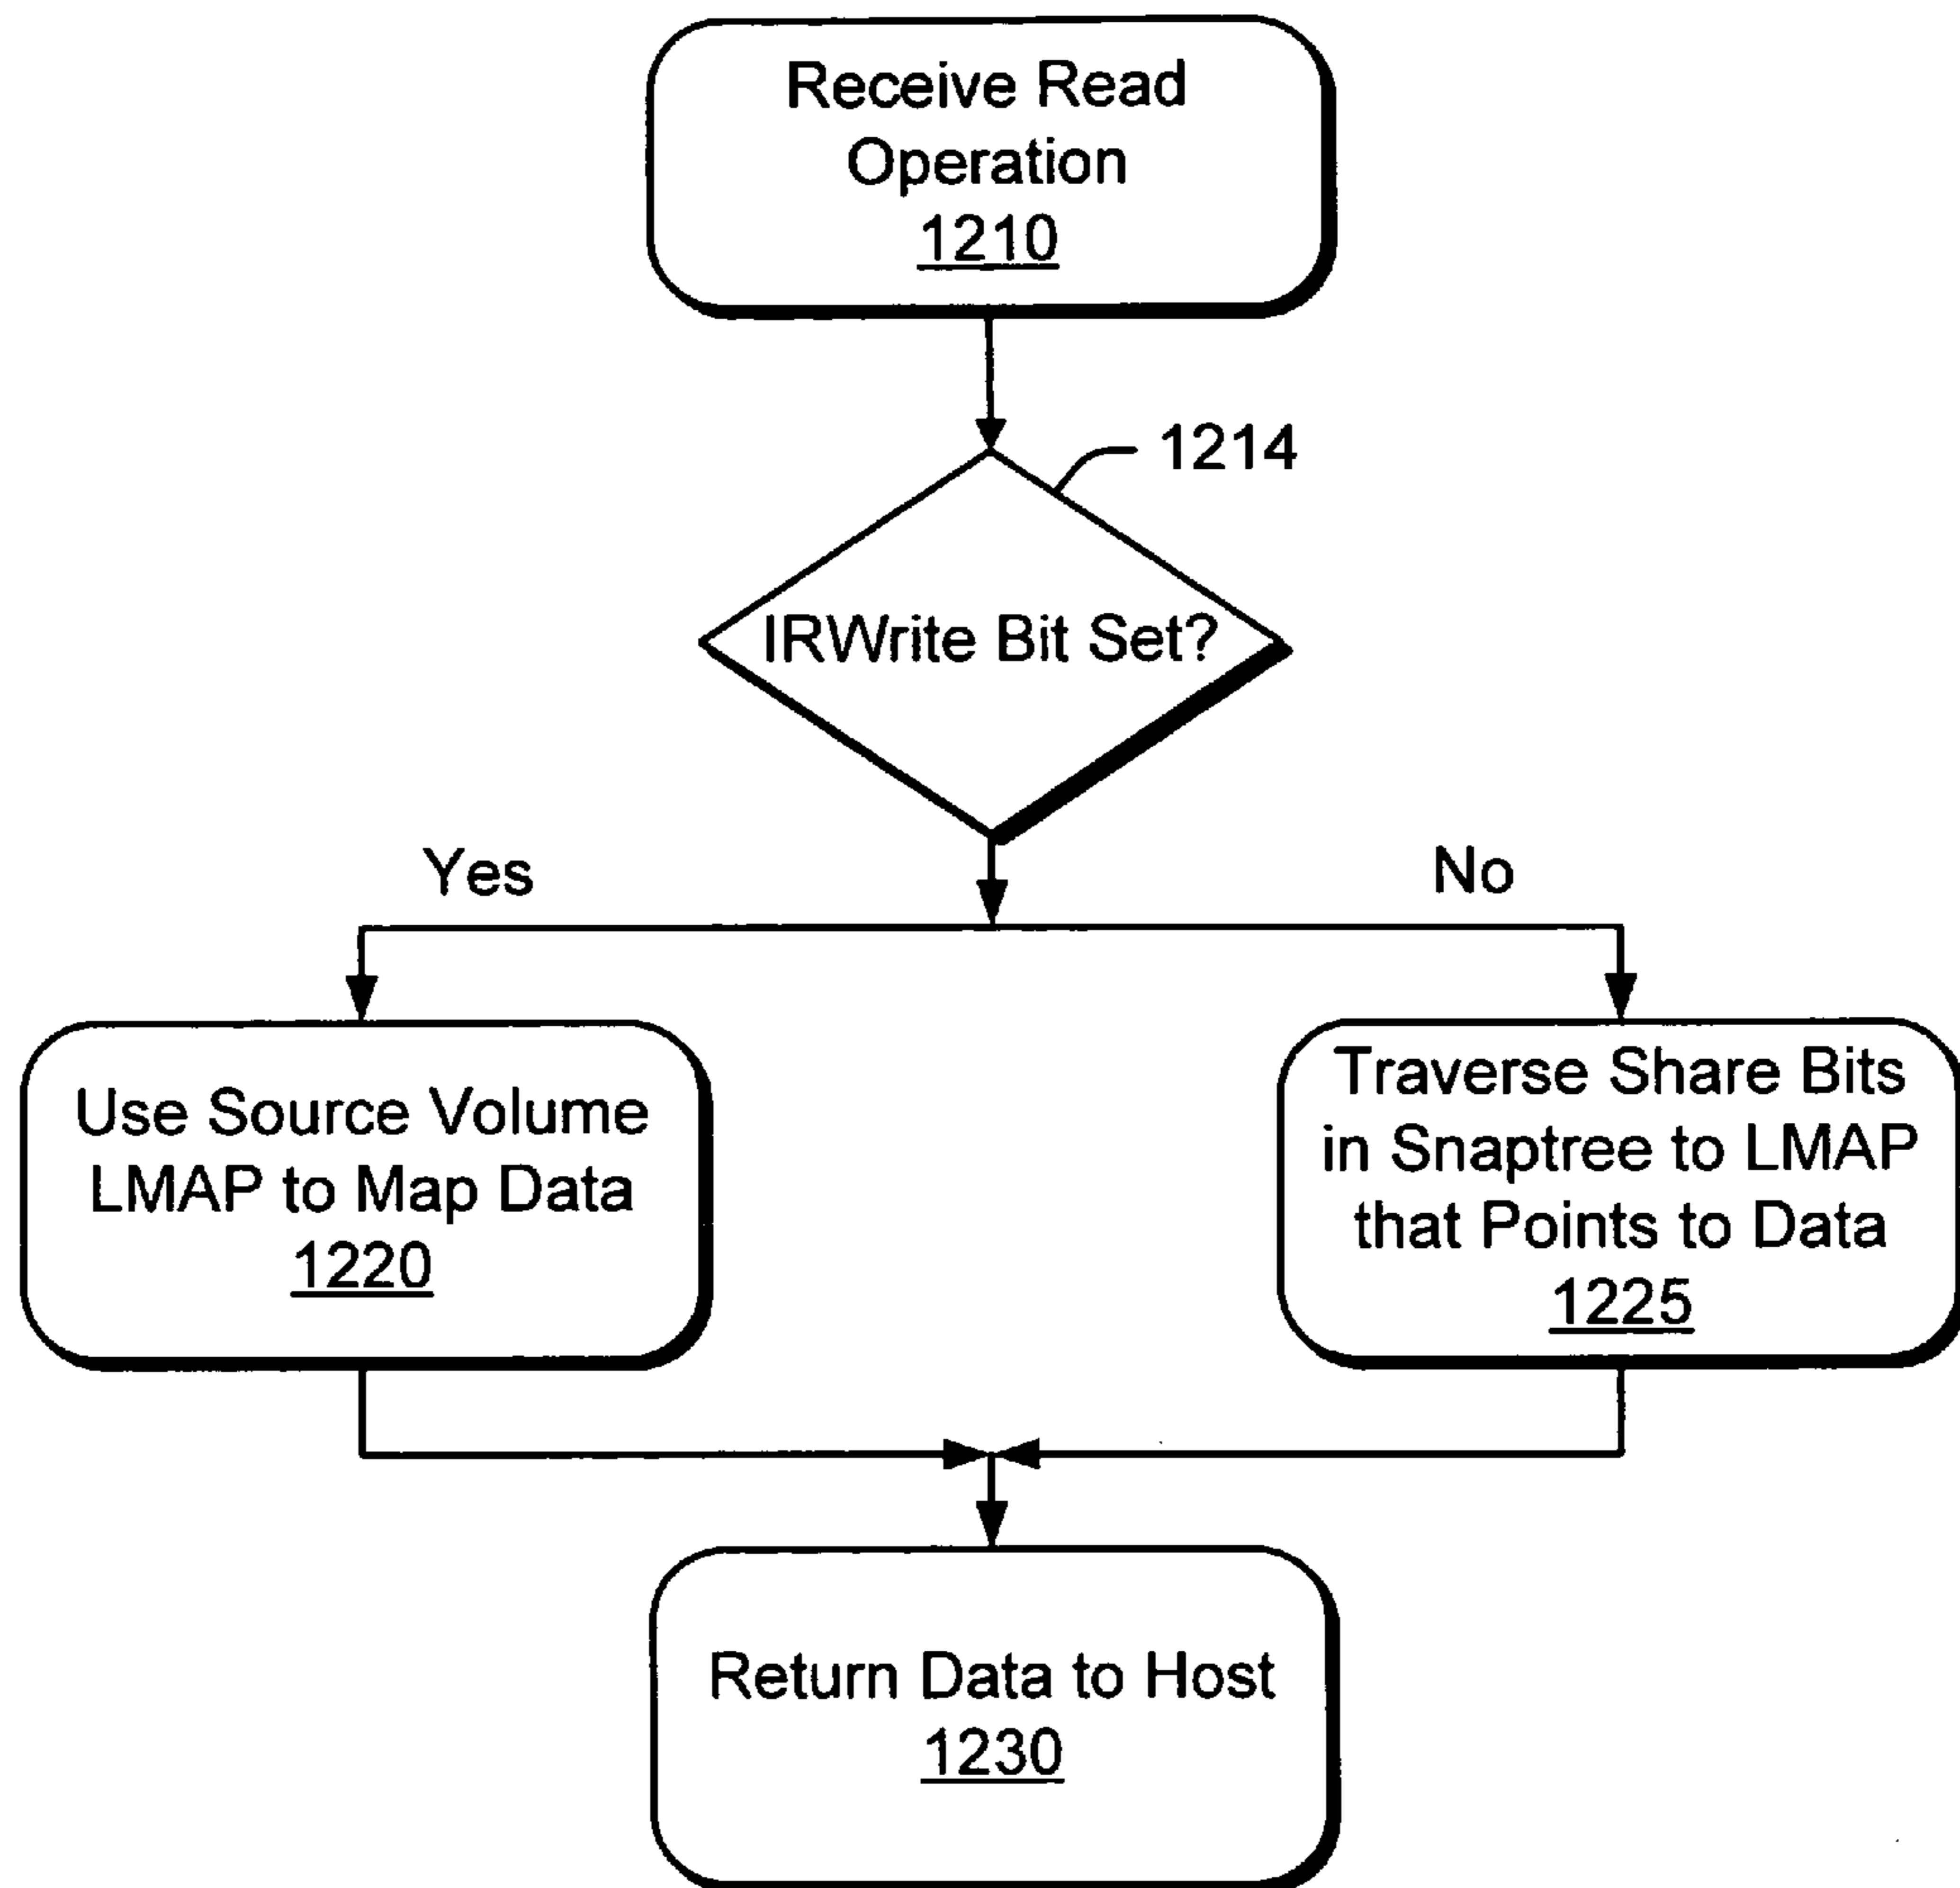 Receive Read
Operation
1210
1214
IRWrite Bit Set?
Yes
No
Use Source Volume
LMAP to Map Data
1220
Traverse Share Bits
in Snaptree to LMAP
that Points to Data
1225
Return Data to Host
1230